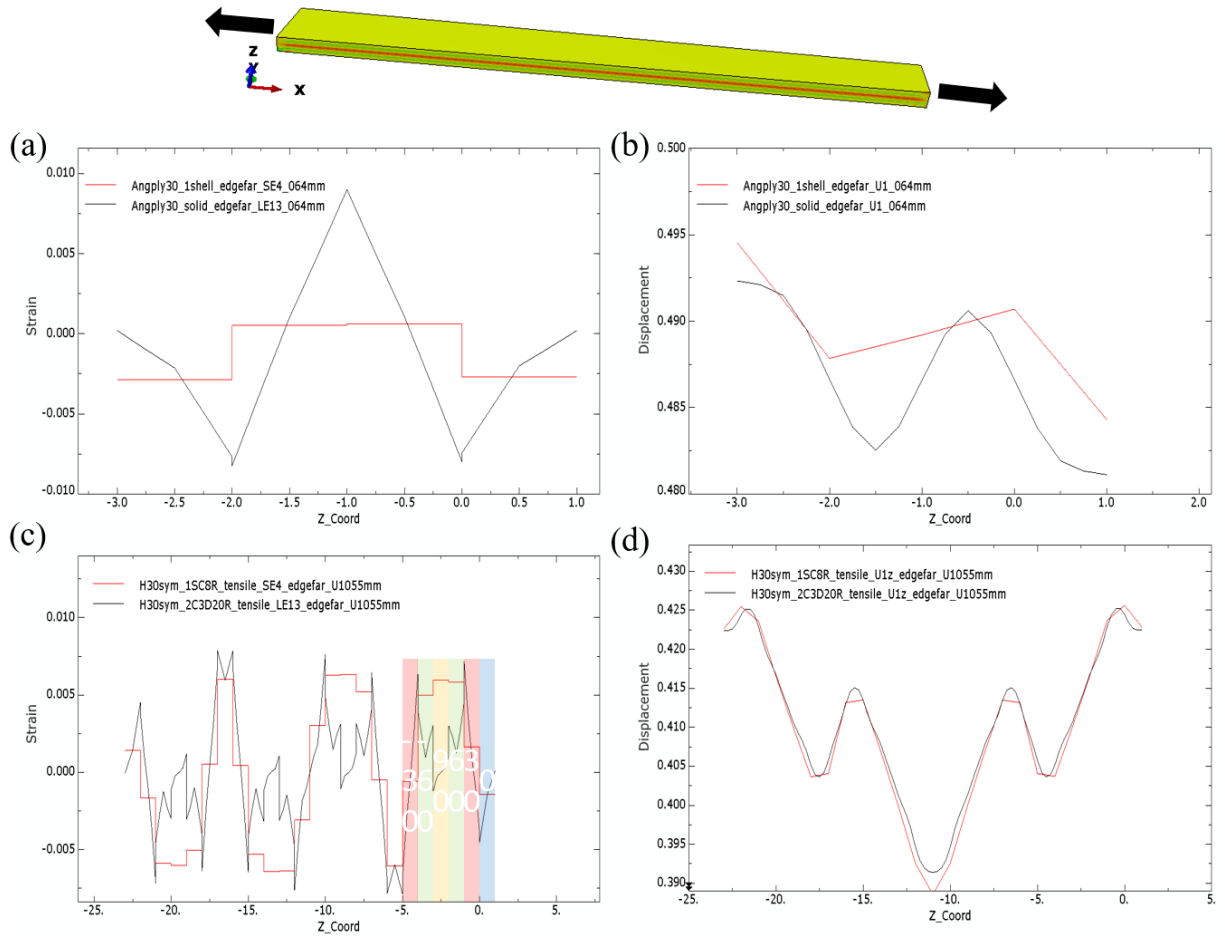 z
Y
x
(a)
(b)
0.010
0.005
0.000
-0.005
-0.010
Strain
Angply30_1shell_edgefar_SE4_064mm
Angply30_solid_edgefar_LE13_064mm
-3.0 -2.5 -2.0 -1.5 -1.0 -0.5 0.0 0.5 1.0
Z_Coord
0.500
0.495
0.490
0.485
0.480
Displacement
Angply30_1shell_edgefar_U1_064mm
Angply30_solid_edgefar_U1_064mm
-3.0 -2.0 -1.0 0.0 1.0 2.0
Z_Coord
(c)
(d)
0.010
0.005
0.000
-0.005
Strain
H30sym_1SC8R_tensile_SE4_edgefar_U1055mm
H30sym_2C3D20R_tensile_LE13_edgefar_U1055mm
-25. -20. -15. -10. -5. 0. 5.
Z_Coord
0.430
0.425
0.420
0.415
0.410
0.405
0.400
0.395
0.390
Displacement
H30sym_1SC8R_tensile_U1z_edgefar_U1055mm
H30sym_2C3D20R_tensile_U1z_edgefar_U1055mm
-25. -20. -15. -10. -5. 0. 5.
Z_Coord